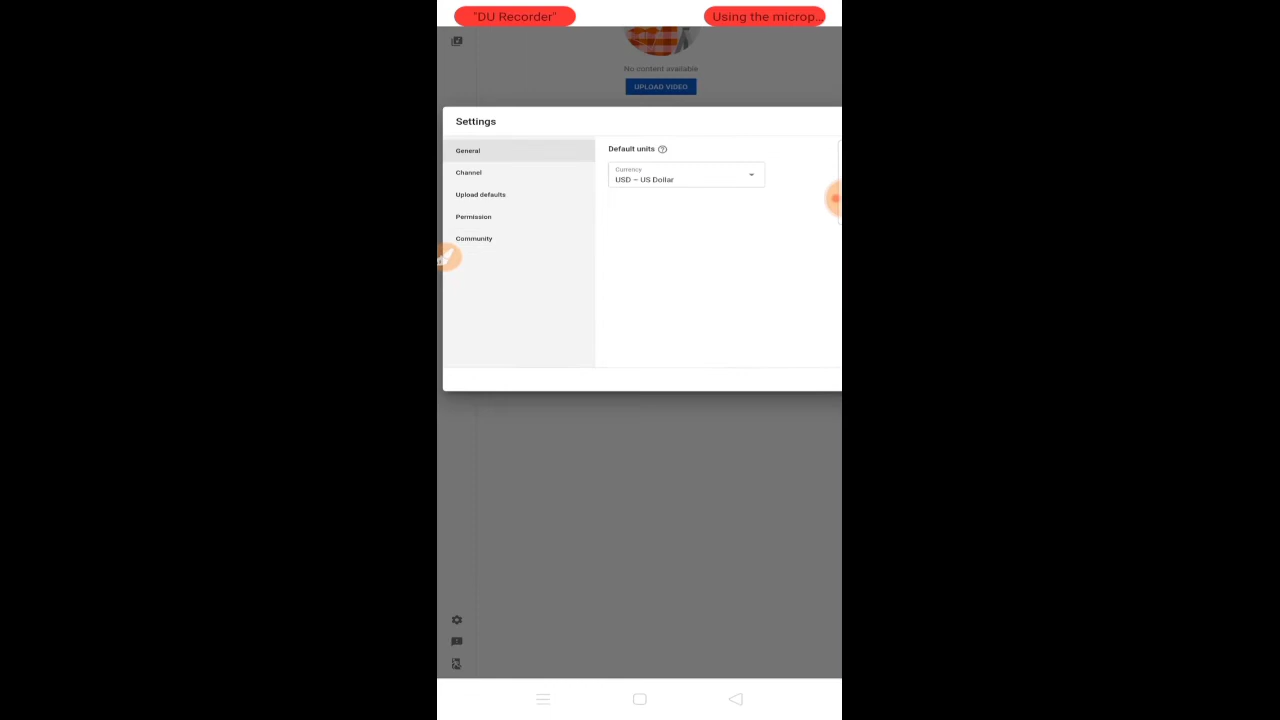 "DU Recorder"
Using the microp...
No content available
UPLOAD VIDEO
Settings
General
Channel
Upload defaults
Permission
Community
Default units
Currency
USD – US Dollar